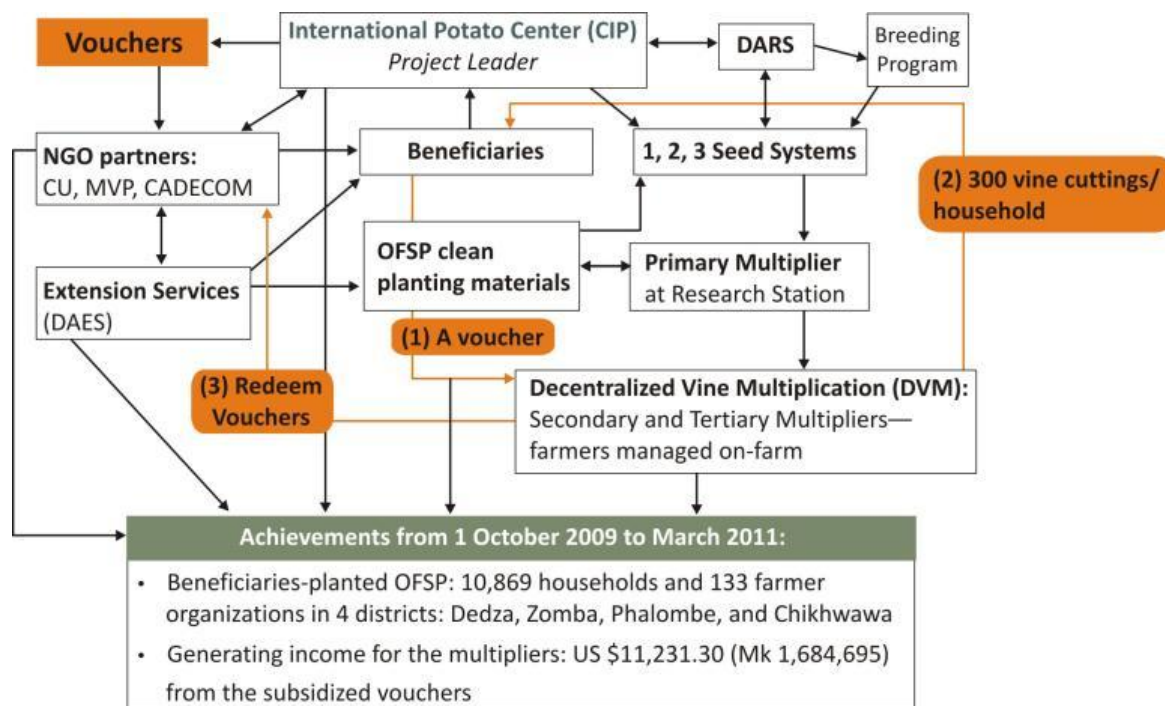 Vouchers
International Potato Center (CIP)
Project Leader
DARS
Breeding
Program
NGO partners:
CU, MVP, CADECOM
Beneficiaries
1, 2, 3 Seed Systems
(2) 300 vine cuttings/
household
OFSP clean
planting materials
Primary Multiplier
at Research Station
Extension Services
(DAES)
(1) A voucher
(3) Redeem
Vouchers
Decentralized Vine Multiplication (DVM):
Secondary and Tertiary Multipliers—
farmers managed on-farm
Achievements from 1 October 2009 to March 2011:
• Beneficiaries-planted OFSP: 10,869 households and 133 farmer
organizations in 4 districts: Dedza, Zomba, Phalombe, and Chikhwawa
• Generating income for the multipliers: US $11,231.30 (Mk 1,684,695)
from the subsidized vouchers